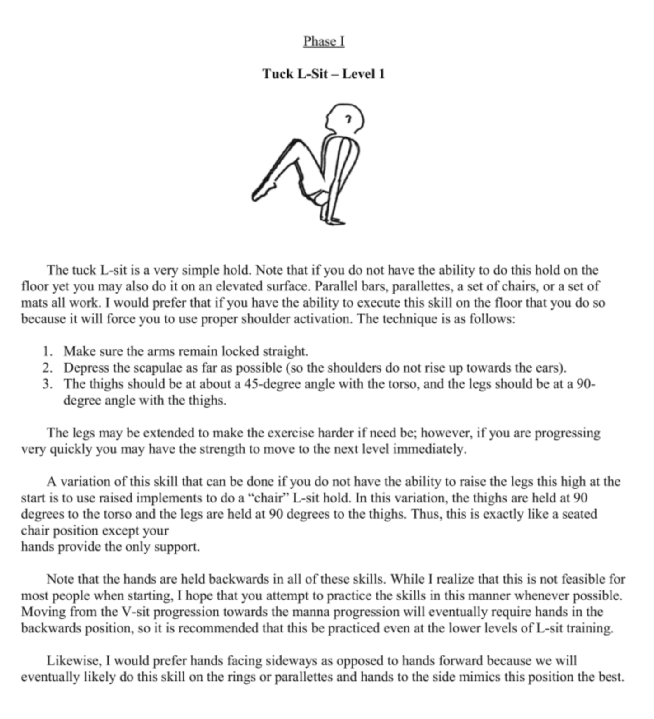 Phase I
Tuck L-Sit – Level 1
The tuck L-sit is a very simple hold. Note that if you do not have the ability to do this hold on the
floor yet you may also do it on an elevated surface. Parallel bars, parallettes, a set of chairs, or a set of
mats all work. I would prefer that if you have the ability to execute this skill on the floor that you do so
because it will force you to use proper shoulder activation. The technique is as follows:
1. Make sure the arms remain locked straight.
2. Depress the scapulae as far as possible (so the shoulders do not rise up towards the ears).
3. The thighs should be at about a 45-degree angle with the torso, and the legs should be at a 90-
degree angle with the thighs.
The legs may be extended to make the exercise harder if need be; however, if you are progressing
very quickly you may have the strength to move to the next level immediately.
A variation of this skill that can be done if you do not have the ability to raise the legs this high at the
start is to use raised implements to do a “chair” L-sit hold. In this variation, the thighs are held at 90
degrees to the torso and the legs are held at 90 degrees to the thighs. Thus, this is exactly like a seated
chair position except your
hands provide the only support.
Note that the hands are held backwards in all of these skills. While I realize that this is not feasible for
most people when starting, I hope that you attempt to practice the skills in this manner whenever possible.
Moving from the V-sit progression towards the manna progression will eventually require hands in the
backwards position, so it is recommended that this be practiced even at the lower levels of L-sit training.
Likewise, I would prefer hands facing sideways as opposed to hands forward because we will
eventually likely do this skill on the rings or parallettes and hands to the side mimics this position the best.